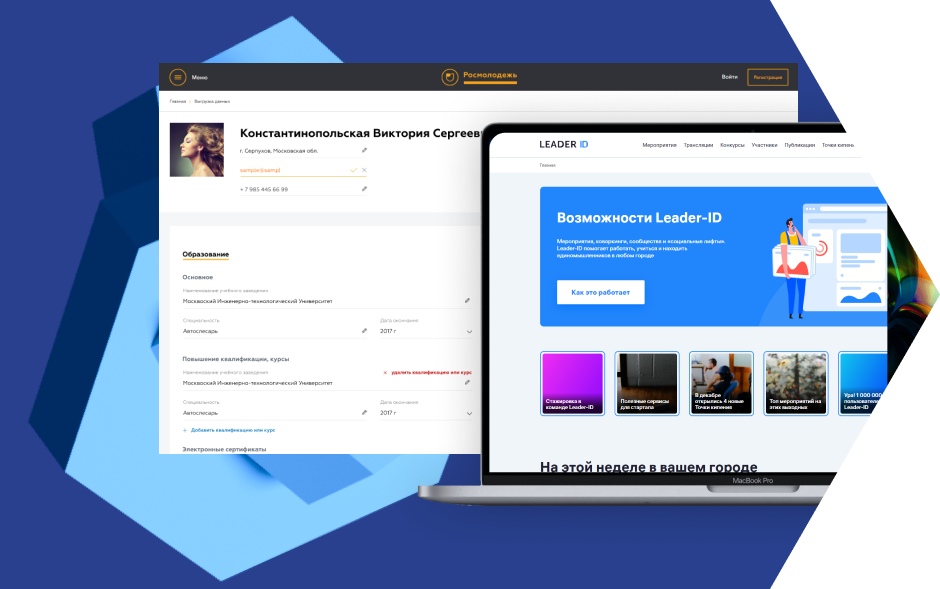 Меню
Росмолодежь
Войти
Регистрация
Главная / Выгрузка данных
Константинопольская Виктория Сергеев
г. Серпухов, Московская обл.
sample@sampl
+ 7 985 445 66 99
Образование
Основное
Наименование учебного заведения
Москвоский Инженерно-технологический Университет
Специальность
Дата окончания
Автослесарь
2017 г
Повышение квалификации, курсы
Наименование учебного заведения
× удалить квалификацию или курс
Москвоский Инженерно-технологический Университет
Специальность
Дата окончания
Автослесарь
2017 г
+ Добавить квалификацию или курс
Электронные сертификаты
LEADER ID
Мероприятия Трансляции Конкурсы Участники Публикации Точки кипень
Главная
Возможности Leader-ID
Мероприятия, коворкинги, сообщества и «социальные лифты».
Leader-ID помогает работать, учиться и находить
единомышленников в любом городе
Как это работает
Стажировка в
команде Leader-ID
Полезные сервисы
для стартапа
В декабре
открылись 4 новые
Точки кипения
Топ мероприятий на
этих выходных
Ура! 1 000 000
пользователе
Leader-ID
На этой неделе в вашем городе
MacBook Pro